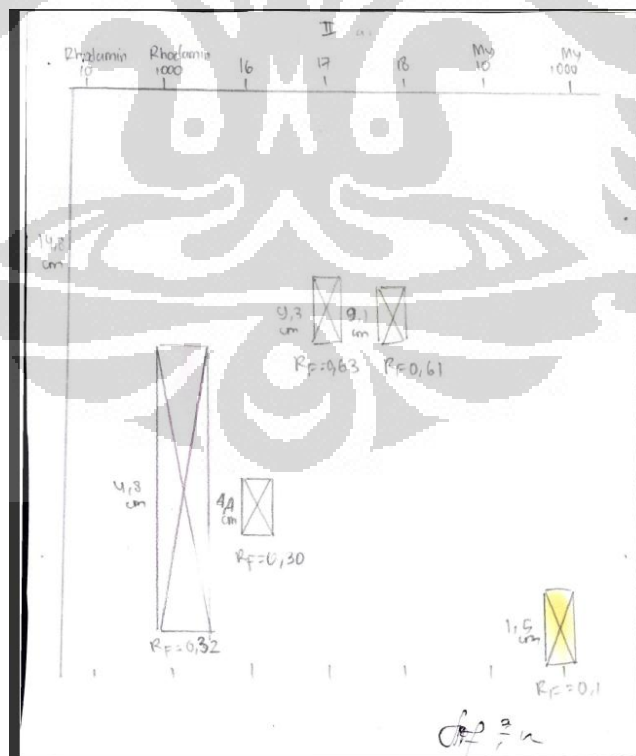 II
Rhodamin 10
Rhodamin 1000
16
17
18
My 10
My 1000
14,8 cm
9,3 cm
9,1 cm
RF=0,63
RF=0,61
4,8 cm
4,4 cm
RF=0,30
RF=0,32
1,5 cm
RF=0,1